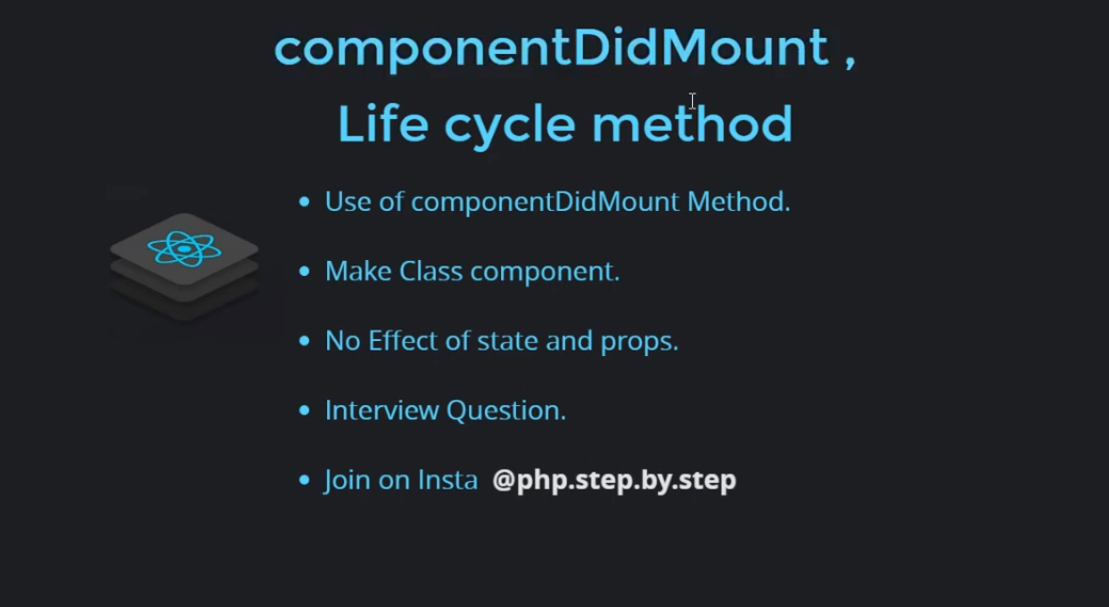 componentDidMount ,
Life cycle method
• Use of componentDidMount Method.
• Make Class component.
• No Effect of state and props.
• Interview Question.
• Join on Insta @php.step.by.step